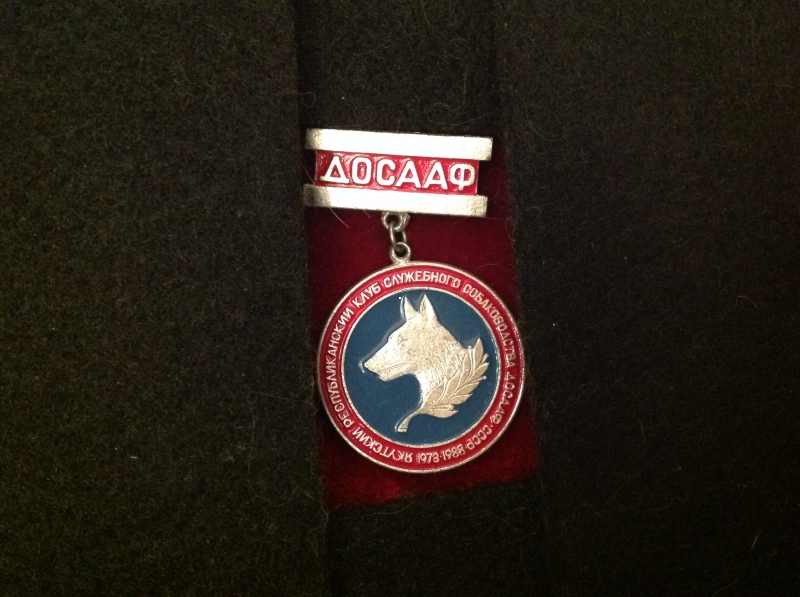 ДОСААФ
ЯКУТСКИЙ РЕСПУБЛИКАНСКИЙ КЛУБ СЛУЖЕБНОГО СОБАКОВОДСТВА ДОСААФ·СССР 1973·1988